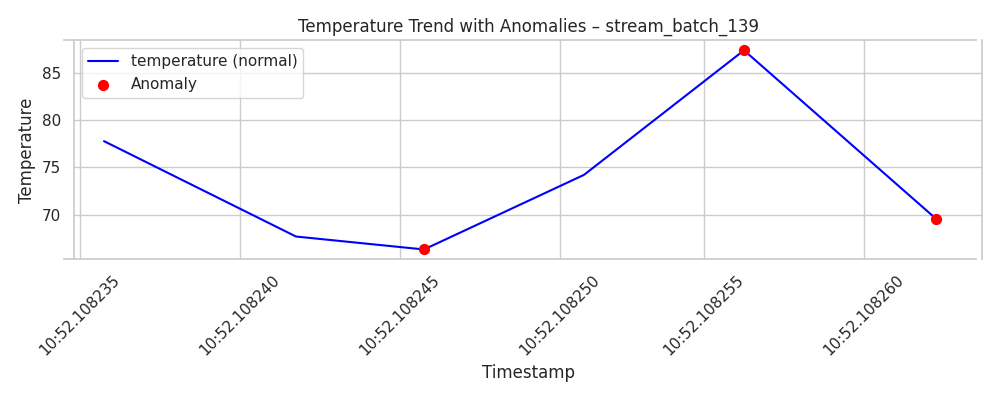 Temperature Trend with Anomalies – stream_batch_139
temperature (normal)
Anomaly
85
80
75
70
Temperature
10:52.108235
10:52.108240
10:52.108245
10:52.108250
10:52.108255
10:52.108260
Timestamp